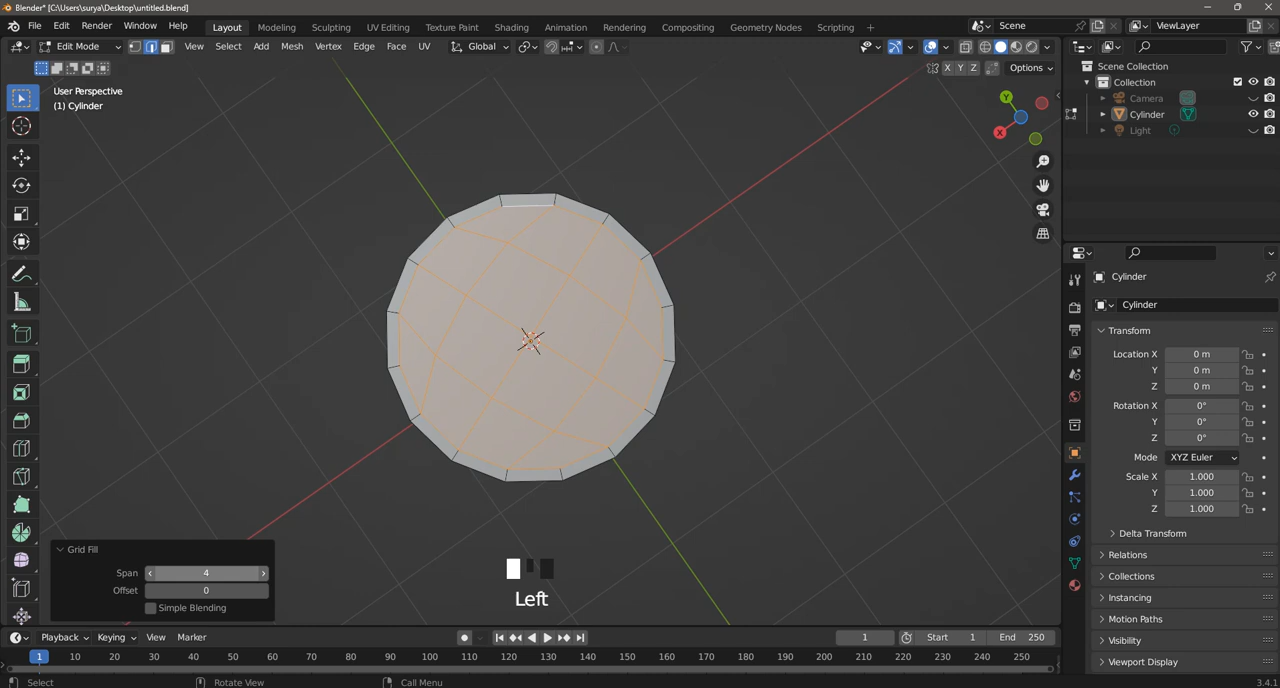 Blender* [C:\Users\surya\Desktop\untitled.blend]
File Edit Render Window Help Layout Modeling Sculpting UV Editing Texture Paint Shading Animation Rendering Compositing Geometry Nodes Scripting Scene ViewLayer
Edit Mode View Select Add Mesh Vertex Edge Face UV Global
X Y Z Options
User Perspective
(1) Cylinder
Y
X
Scene Collection
Collection
Camera
Cylinder
Light
Cylinder
Cylinder
Transform
Location X 0 m
Y 0 m
Z 0 m
Rotation X 0°
Y 0°
Z 0°
Mode XYZ Euler
Scale X 1.000
Y 1.000
Z 1.000
Delta Transform
Relations
Collections
Instancing
Motion Paths
Visibility
Viewport Display
Grid Fill
Span 4
Offset 0
Simple Blending
Left
Playback Keying View Marker 1 Start 1 End 250
1 10 20 30 40 50 60 70 80 90 100 110 120 130 140 150 160 170 180 190 200 210 220 230 240 250
Select Rotate View Call Menu 3.4.1